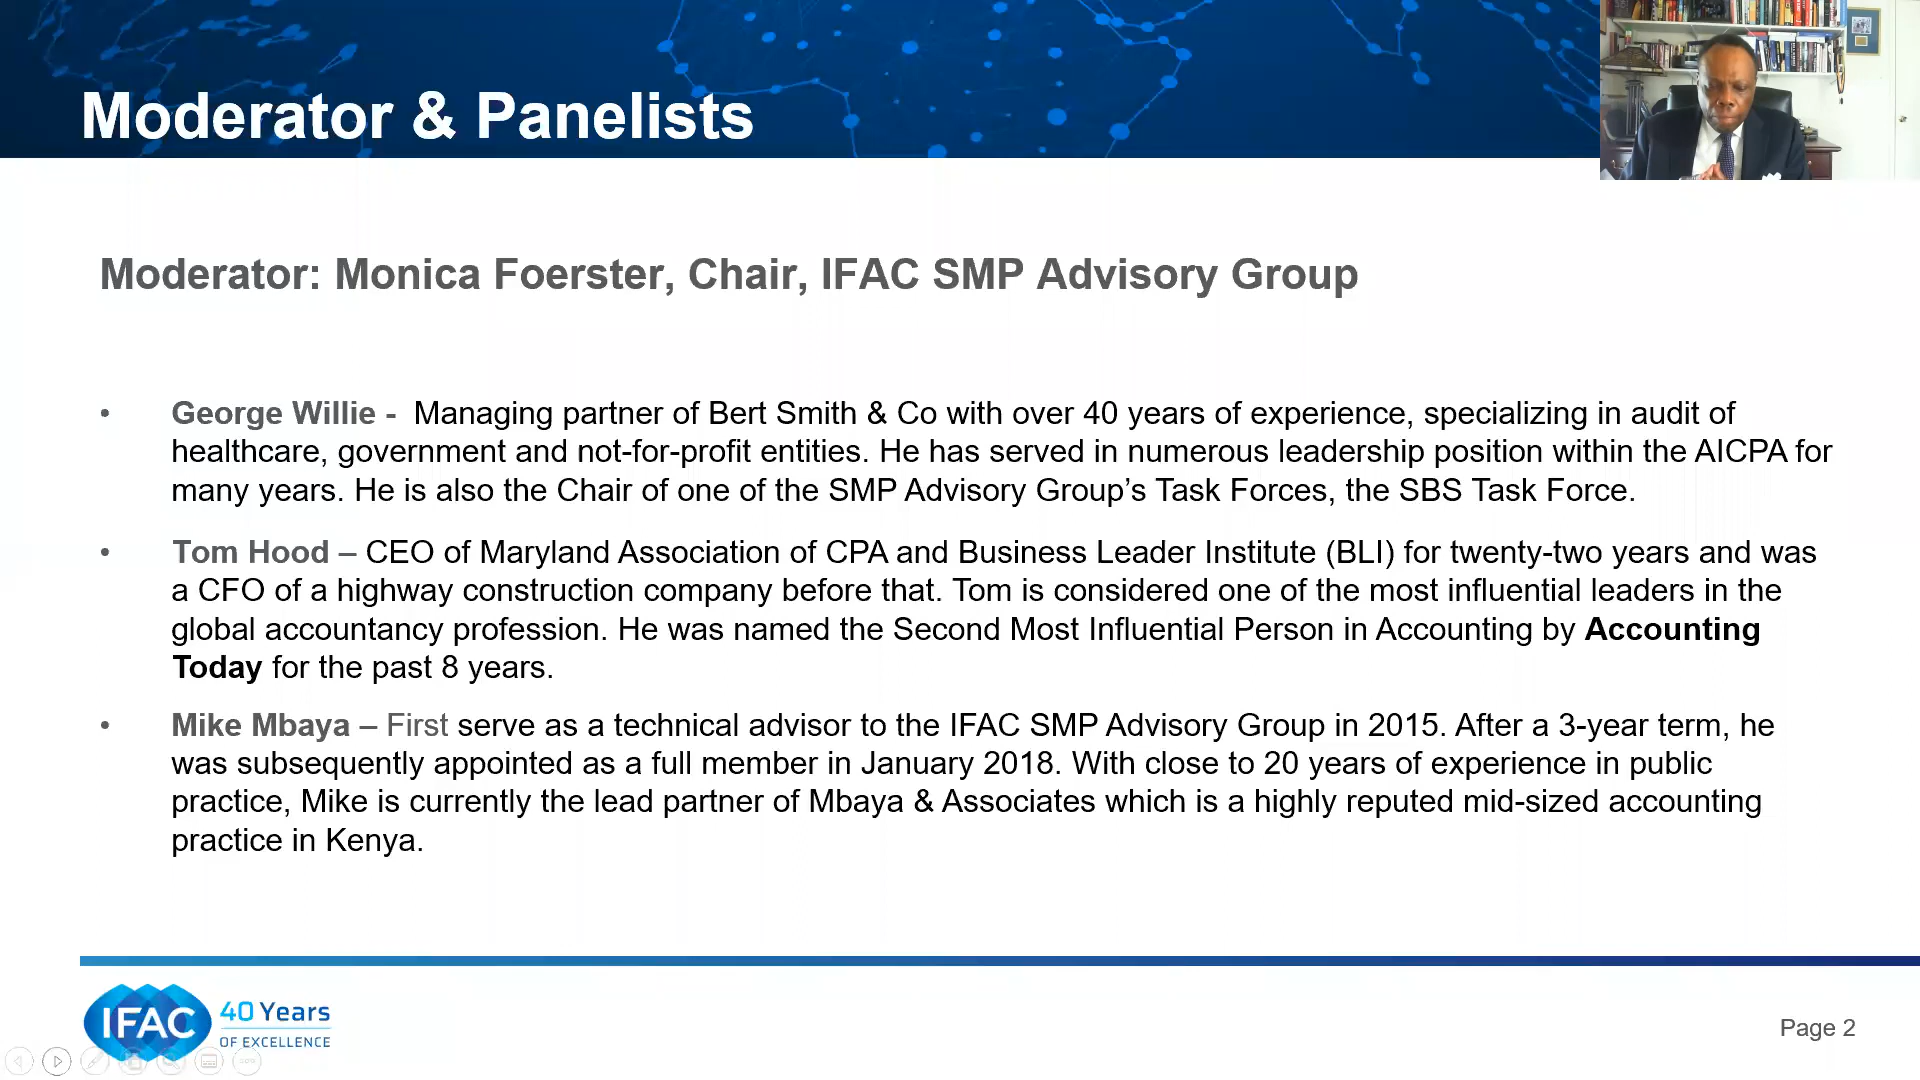 Moderator & Panelists
Moderator: Monica Foerster, Chair, IFAC SMP Advisory Group
• George Willie - Managing partner of Bert Smith & Co with over 40 years of experience, specializing in audit of
healthcare, government and not-for-profit entities. He has served in numerous leadership position within the AICPA for
many years. He is also the Chair of one of the SMP Advisory Group’s Task Forces, the SBS Task Force.
• Tom Hood – CEO of Maryland Association of CPA and Business Leader Institute (BLI) for twenty-two years and was
a CFO of a highway construction company before that. Tom is considered one of the most influential leaders in the
global accountancy profession. He was named the Second Most Influential Person in Accounting by Accounting
Today for the past 8 years.
• Mike Mbaya – First serve as a technical advisor to the IFAC SMP Advisory Group in 2015. After a 3-year term, he
was subsequently appointed as a full member in January 2018. With close to 20 years of experience in public
practice, Mike is currently the lead partner of Mbaya & Associates which is a highly reputed mid-sized accounting
practice in Kenya.
IFAC
40 Years
OF EXCELLENCE
Page 2